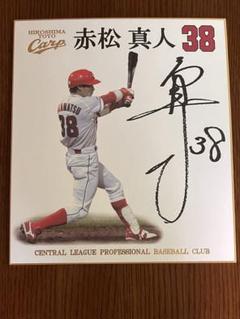 HIROSHIMA
TOYO
Carp
赤松 真人 38
AKAMATSU
38
38
CENTRAL LEAGUE PROFESSIONAL BASEBALL CLUB